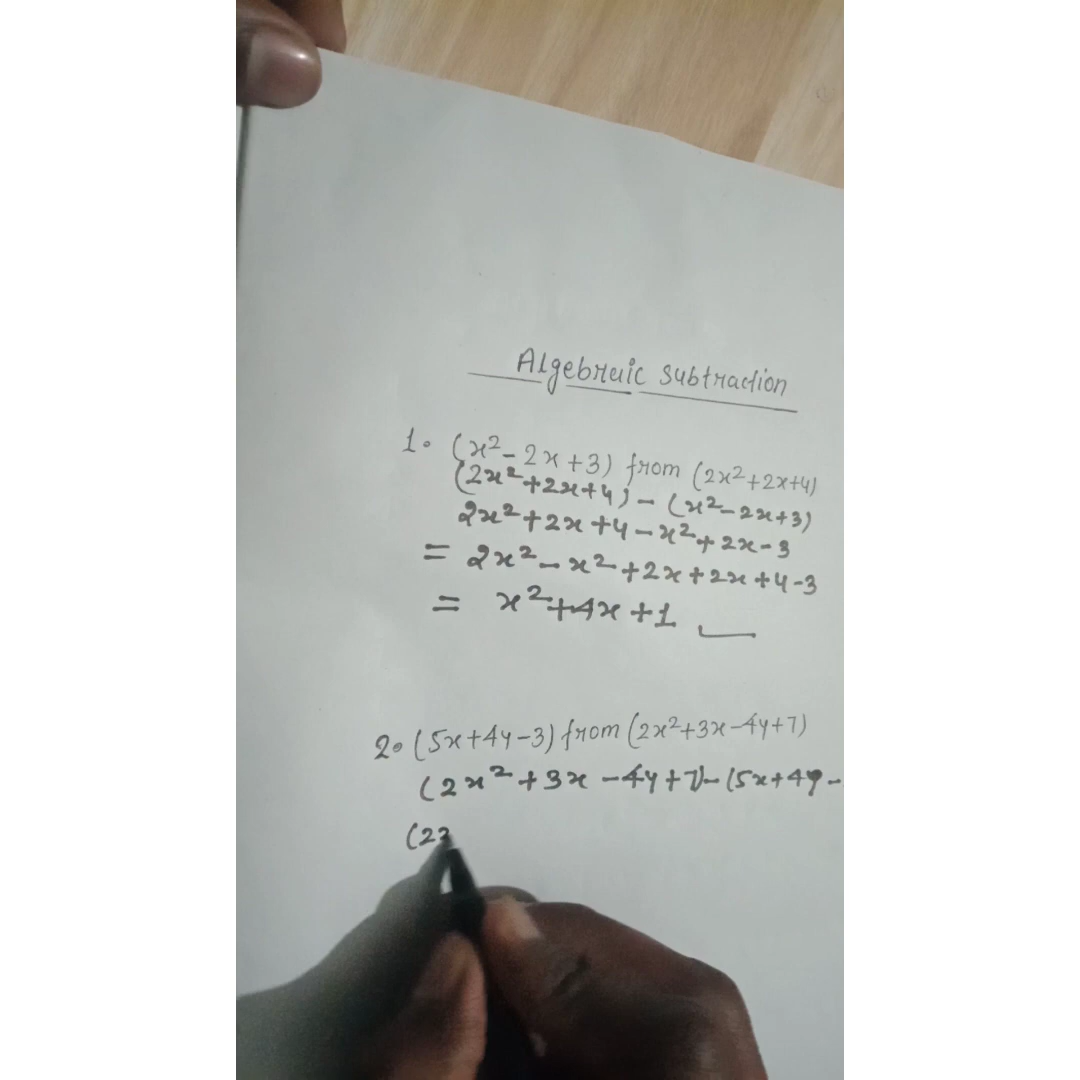 Algebraic subtraction
1. (x²-2x+3) from (2x²+2x+4)
(2x²+2x+4) - (x²-2x+3)
2x²+2x+4-x²+2x-3
= 2x²-x²+2x+2x+4-3
= x²+4x+1
2. (5x+4y-3) from (2x²+3x-4y+7)
(2x²+3x-4y+7)-(5x+4y-
(2